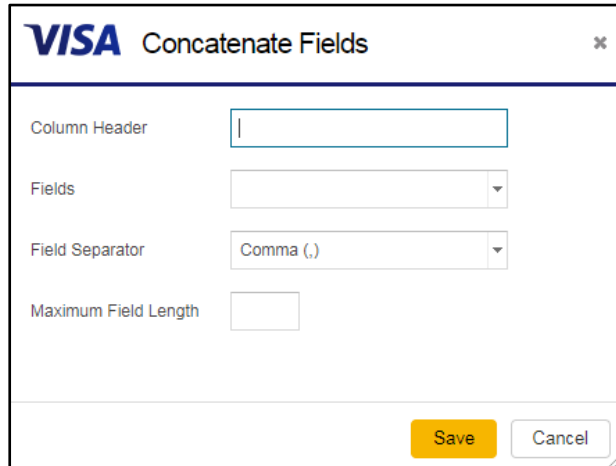 VISA Concatenate Fields
Column Header
Fields
Field Separator Comma (,)
Maximum Field Length
Save Cancel